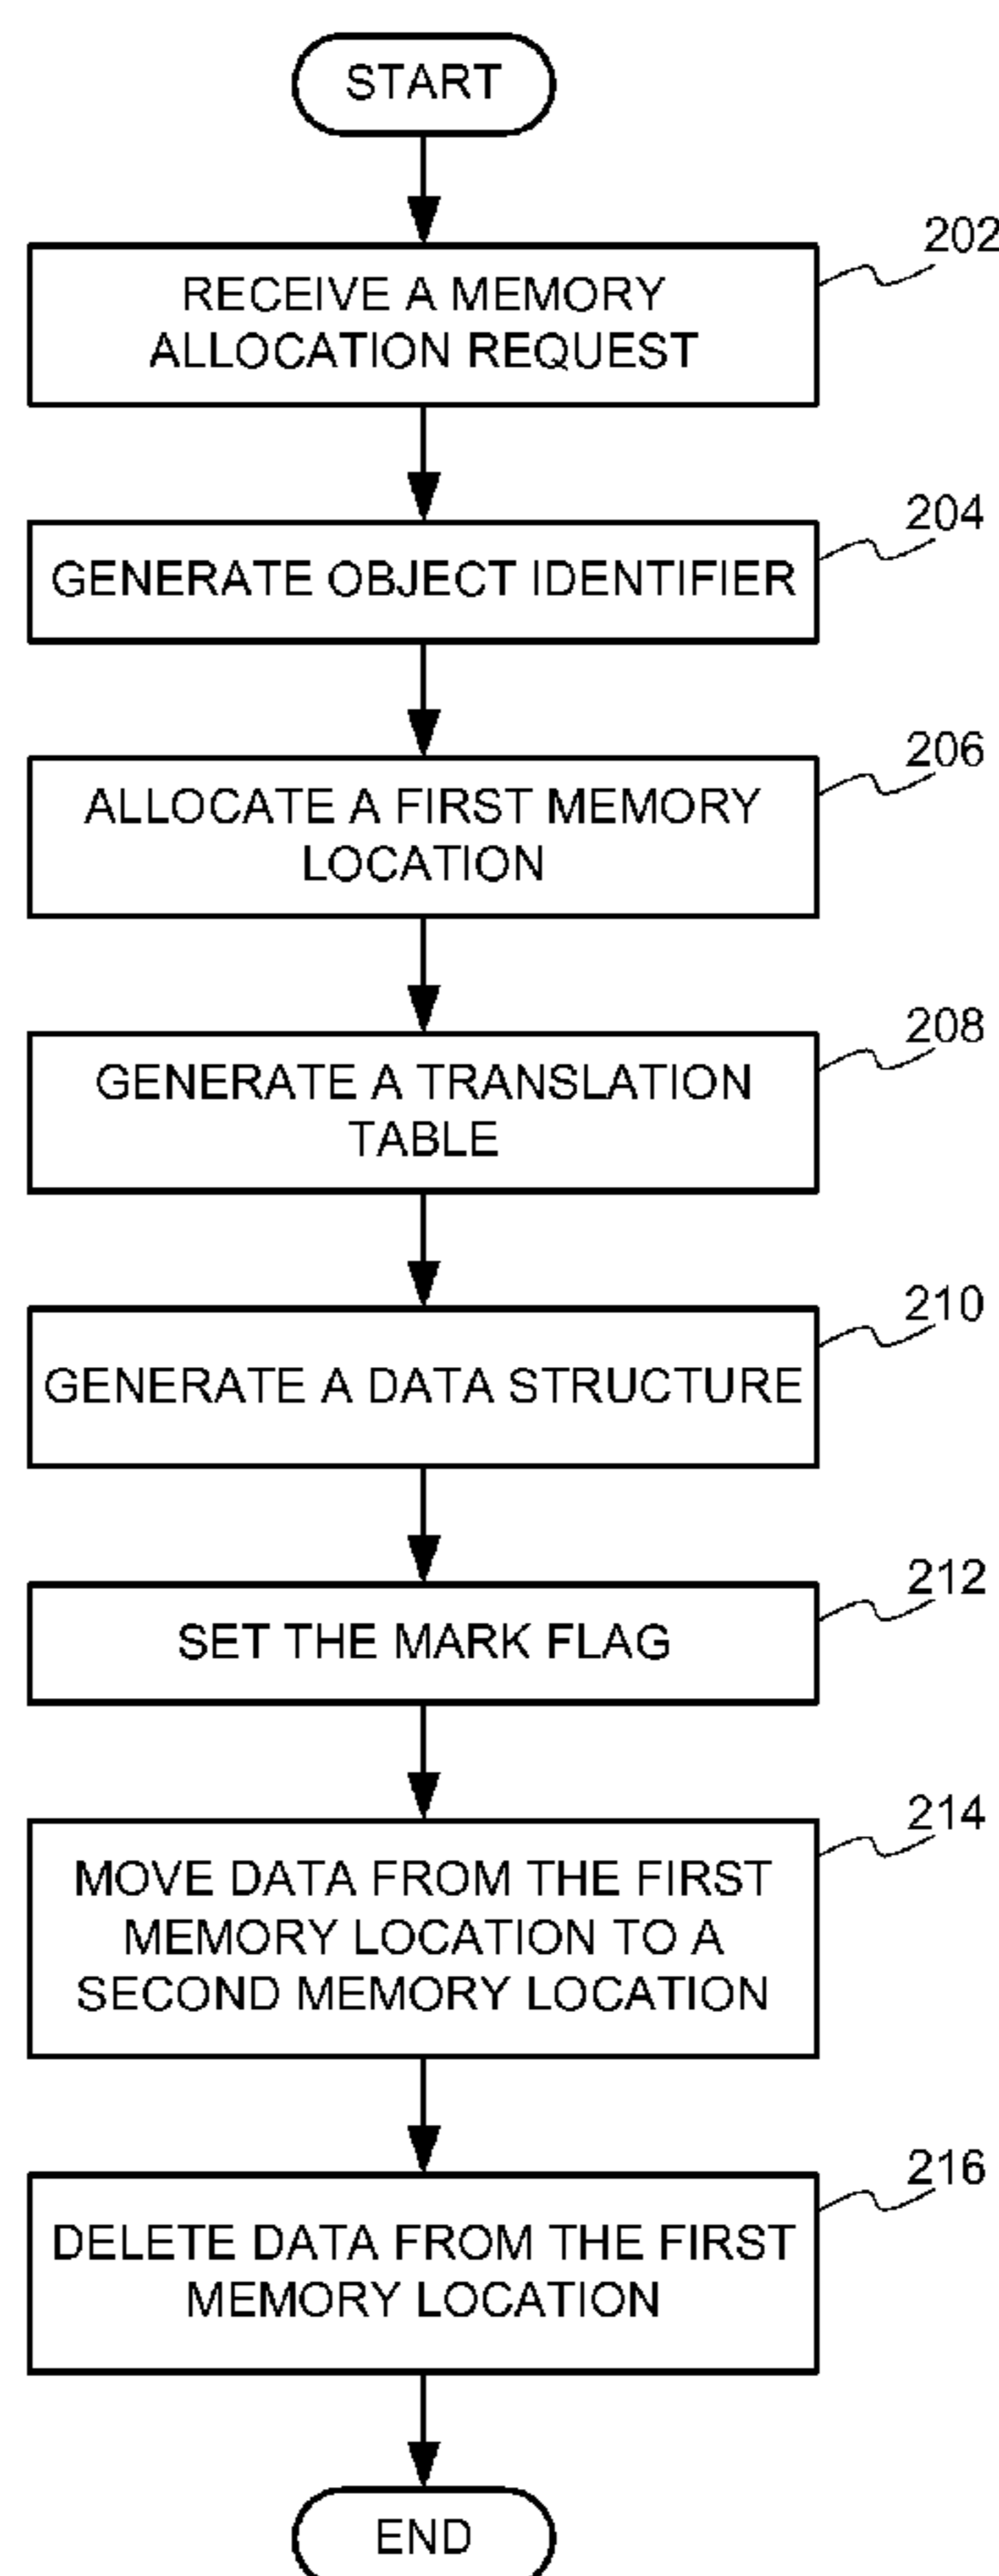 START
202
RECEIVE A MEMORY
ALLOCATION REQUEST
204
GENERATE OBJECT IDENTIFIER
206
ALLOCATE A FIRST MEMORY
LOCATION
208
GENERATE A TRANSLATION
TABLE
210
GENERATE A DATA STRUCTURE
212
SET THE MARK FLAG
214
MOVE DATA FROM THE FIRST
MEMORY LOCATION TO A
SECOND MEMORY LOCATION
216
DELETE DATA FROM THE FIRST
MEMORY LOCATION
END